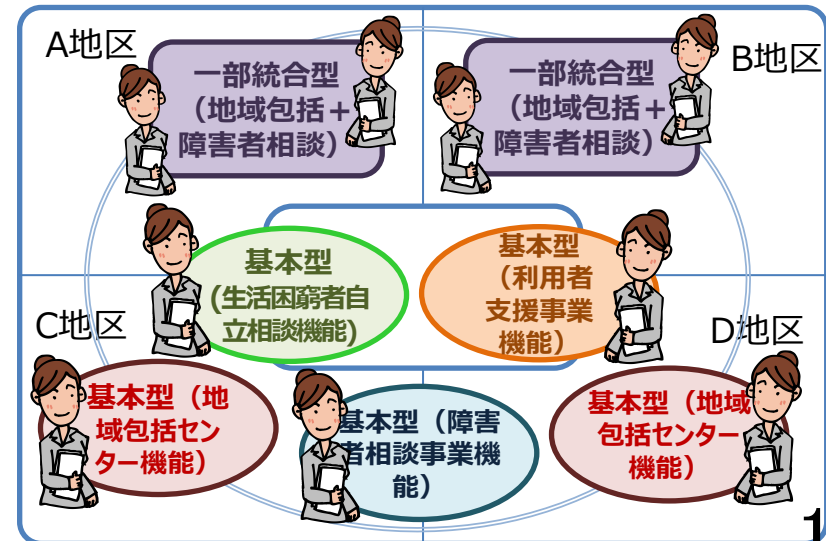 A地区
一部統合型
（地域包括＋
障害者相談）
一部統合型
（地域包括＋
障害者相談）
B地区
基本型
(生活困窮者自
立相談機能)
基本型
（利用者
支援事業
機能）
C地区
D地区
基本型（地
域包括セン
ター機能）
基本型（障害
者相談事業機
能）
基本型（地域
包括センター
機能）
1